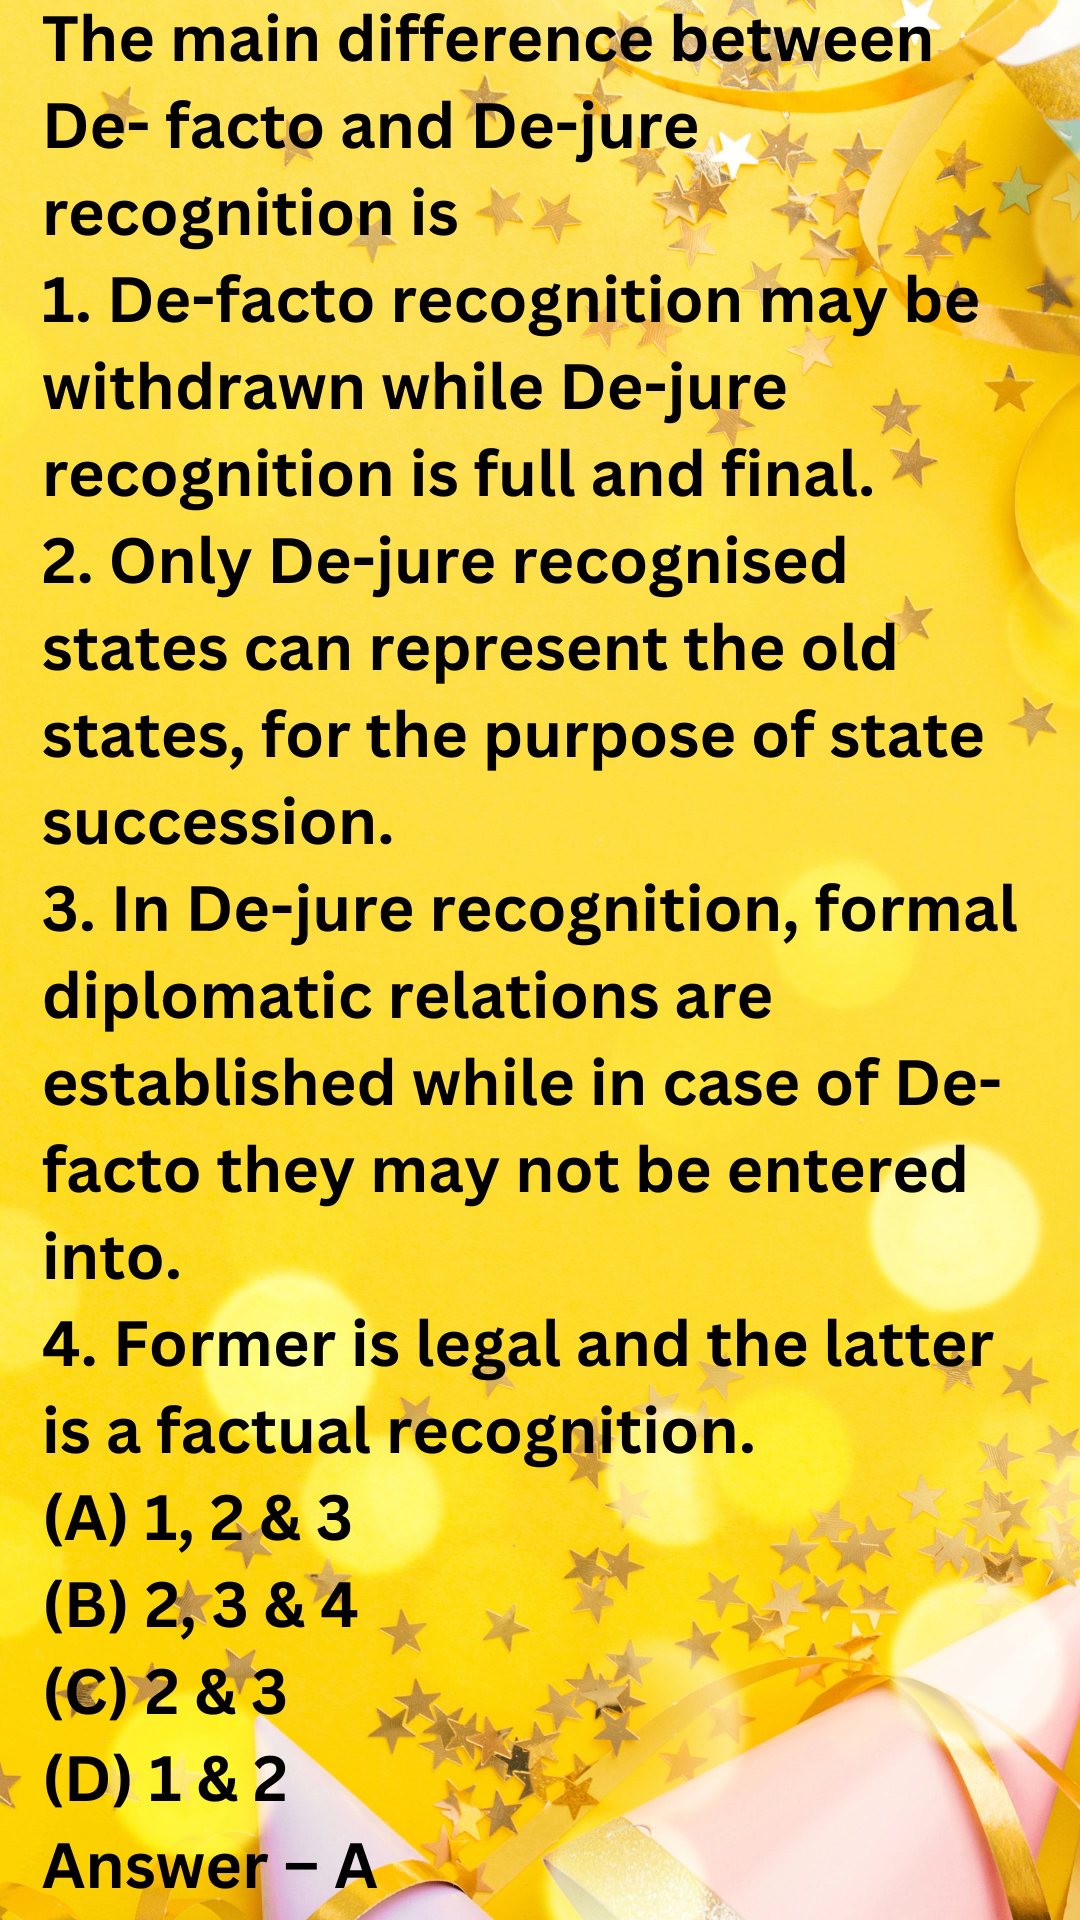 The main difference between
De- facto and De-jure
recognition is
1. De-facto recognition may be
withdrawn while De-jure
recognition is full and final.
2. Only De-jure recognised
states can represent the old
states, for the purpose of state
succession.
3. In De-jure recognition, formal
diplomatic relations are
established while in case of De-
facto they may not be entered
into.
4. Former is legal and the latter
is a factual recognition.
(A) 1, 2 & 3
(B) 2, 3 & 4
(C) 2 & 3
(D) 1 & 2
Answer – A